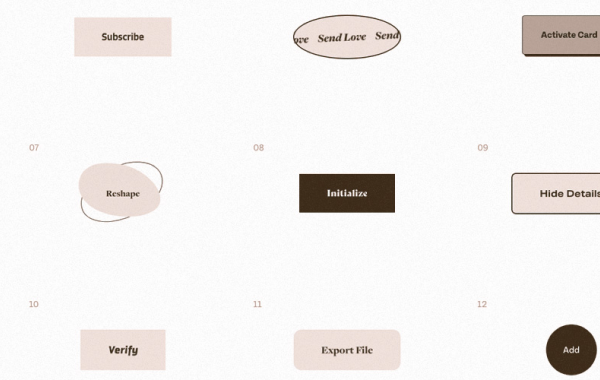 Subscribe
ove Send Love Send
Activate Card
07
08
09
Reshape
Initialize
Hide Details
10
11
12
Verify
Export File
Add